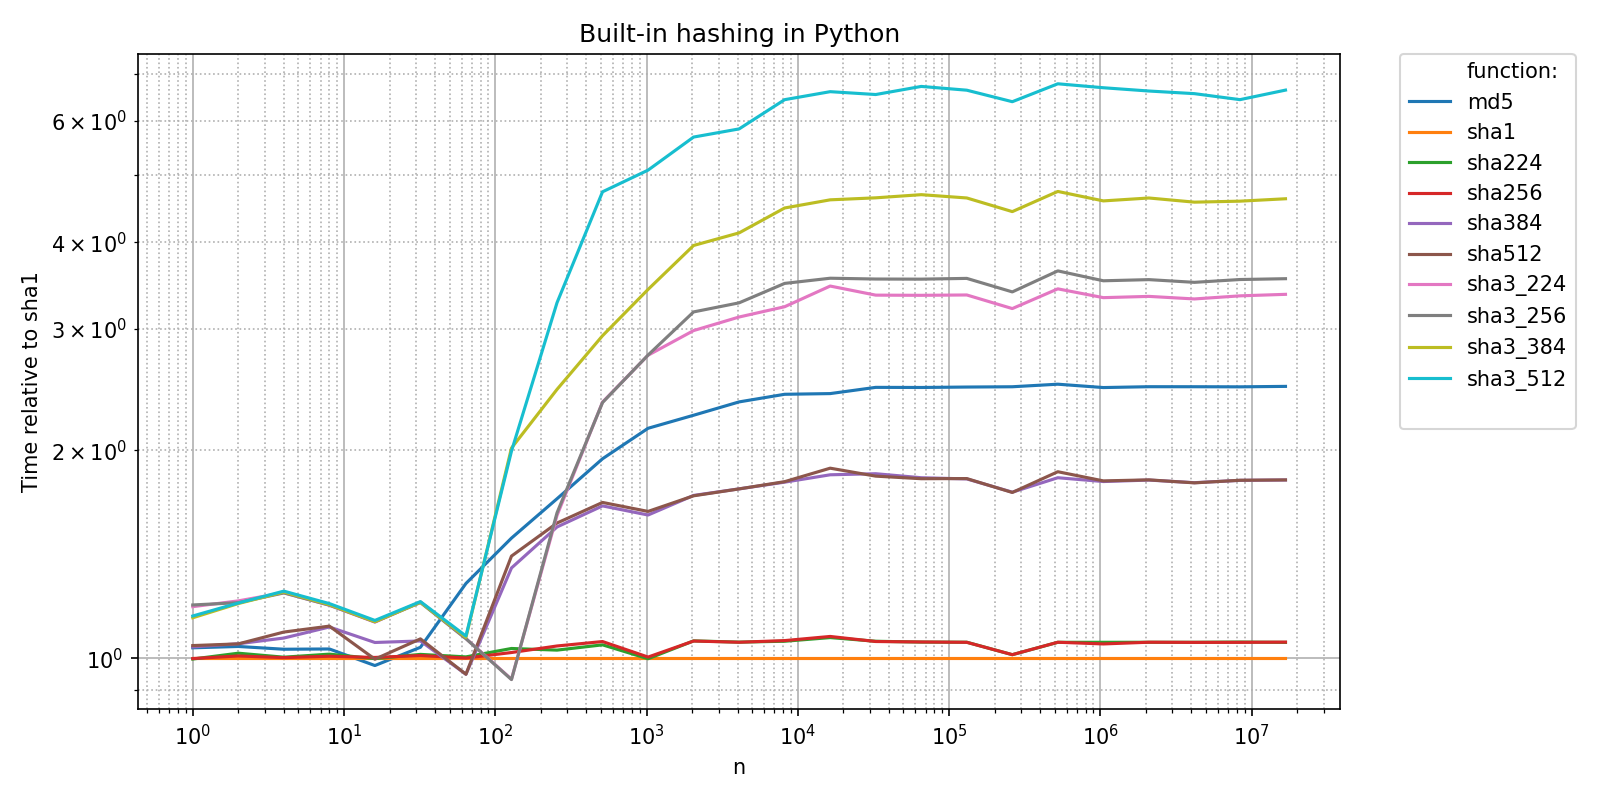 Built-in hashing in Python
Time relative to sha1
6 × 10⁰
4 × 10⁰
3 × 10⁰
2 × 10⁰
10⁰
10⁰ 10¹ 10² 10³ 10⁴ 10⁵ 10⁶ 10⁷
n
function:
md5
sha1
sha224
sha256
sha384
sha512
sha3_224
sha3_256
sha3_384
sha3_512